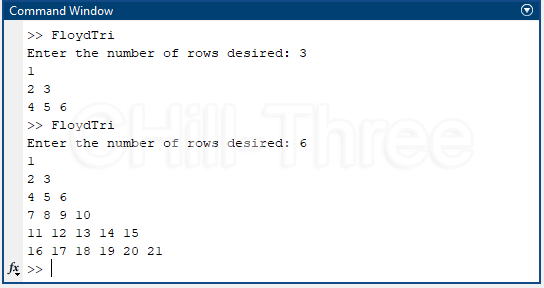 Command Window
>> FloydTri
Enter the number of rows desired: 3
1
2 3
4 5 6
>> FloydTri
CHill-Three
Enter the number of rows desired: 6
1
2 3
4 5 6
7 8 9 10
11 12 13 14 15
16 17 18 19 20 21
fx >>